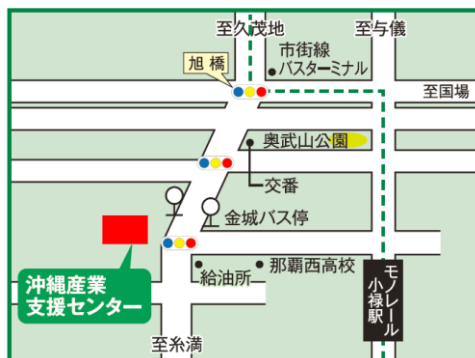 至久茂地
至与儀
市街線
バスターミナル
旭橋
至国場
奥武山公園
交番
金城バス停
沖縄産業
支援センター
給油所
那覇西高校
モノレール
小禄駅
至糸満